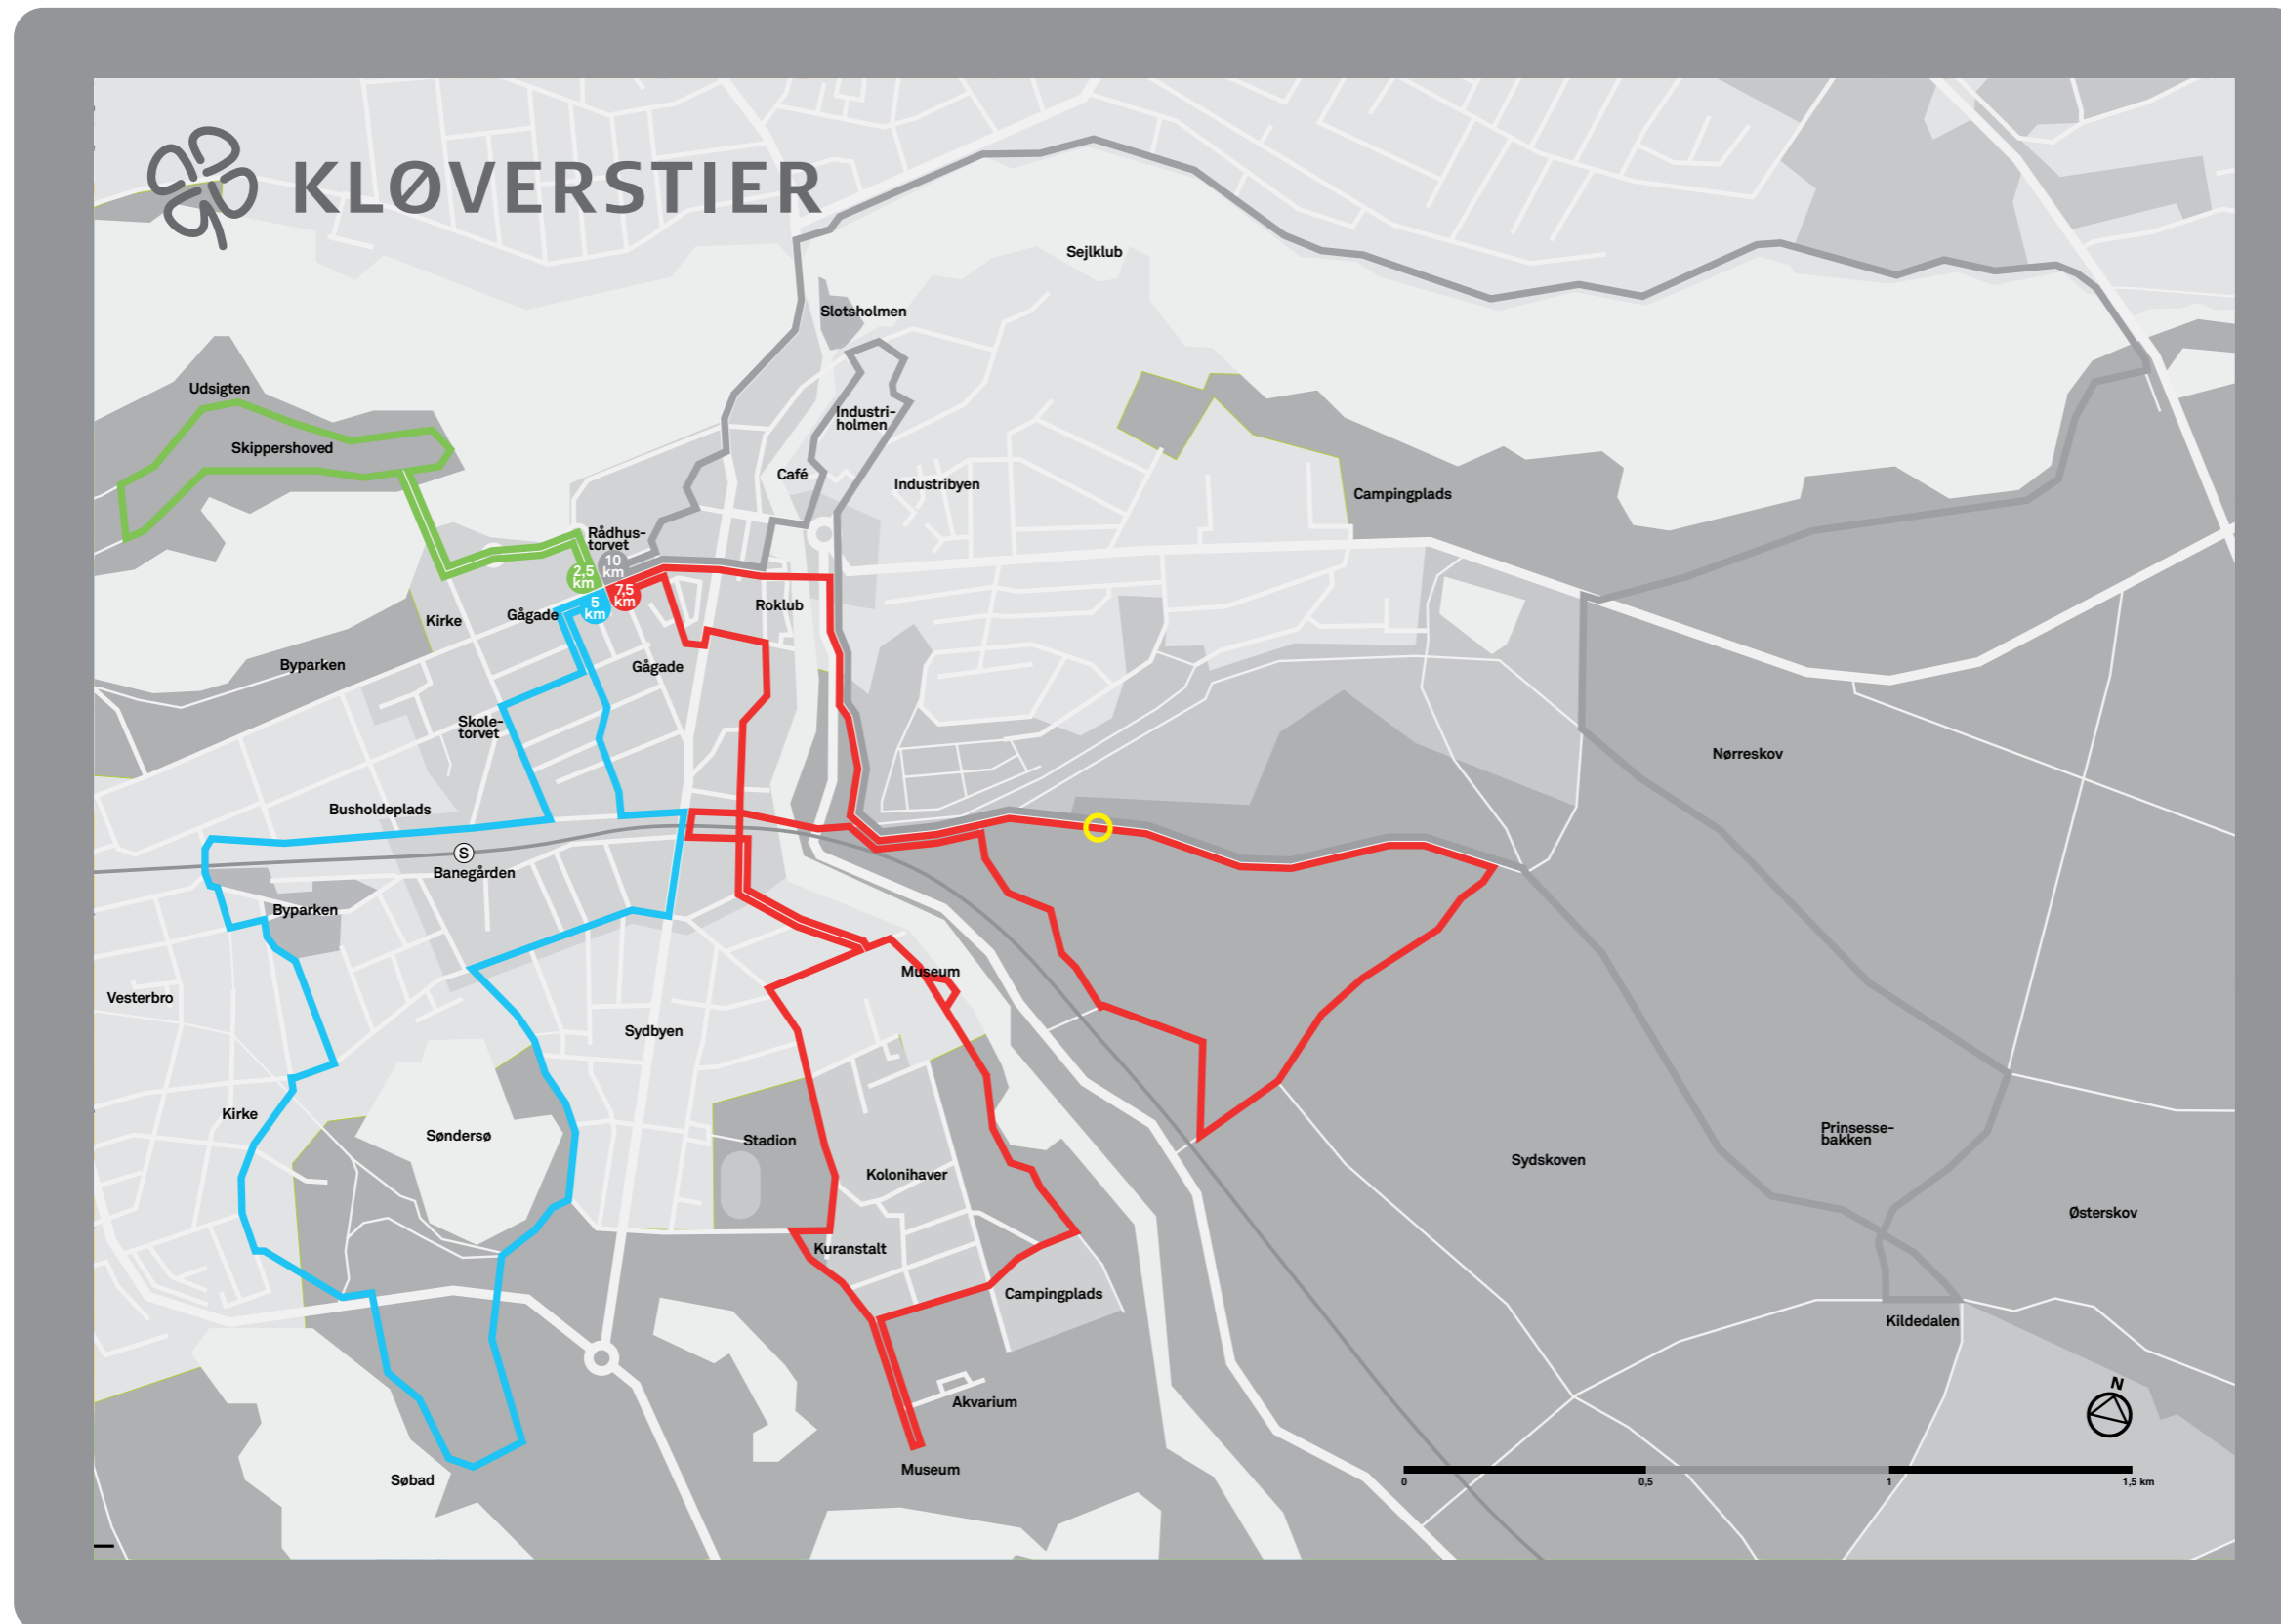 KLØVERSTIER
Sejlklub
Slotsholmen
Udsigten
Industri-
holmen
Skippershoved
Café
Industribyen
Campingplads
Rådhus-
torvet
10
km
2,5
km
7,5
km
5
km
Roklub
Gågade
Kirke
Byparken
Gågade
Skole-
torvet
Nørreskov
Busholdeplads
S
Banegården
Byparken
Museum
Vesterbro
Sydbyen
Kirke
Søndersø
Stadion
Prinsesse-
bakken
Sydskoven
Kolonihaver
Østerskov
Kuranstalt
Campingplads
Kildedalen
N
Akvarium
Museum
Søbad
0
0,5
1
1,5 km